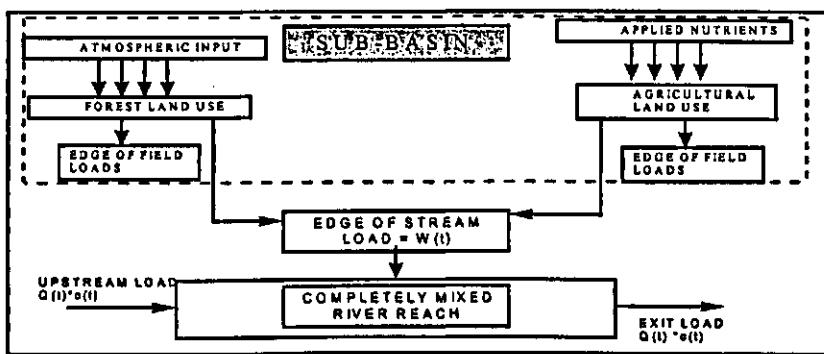 ATMOSPHERIC INPUT
SUB-BASIN
APPLIED NUTRIENTS
FOREST LAND USE
AGRICULTURAL
LAND USE
EDGE OF FIELD
LOADS
EDGE OF FIELD
LOADS
EDGE OF STREAM
LOAD = W(t)
UPSTREAM LOAD
Q(t)*c(t)
COMPLETELY MIXED
RIVER REACH
EXIT LOAD
Q(t)*c(t)